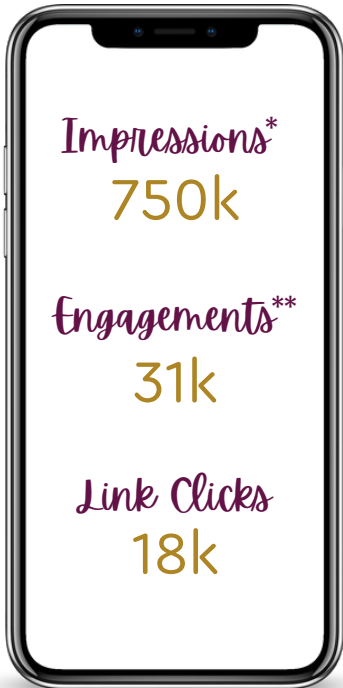 Impressions*
750k
Engagements**
31k
Link Clicks
18k